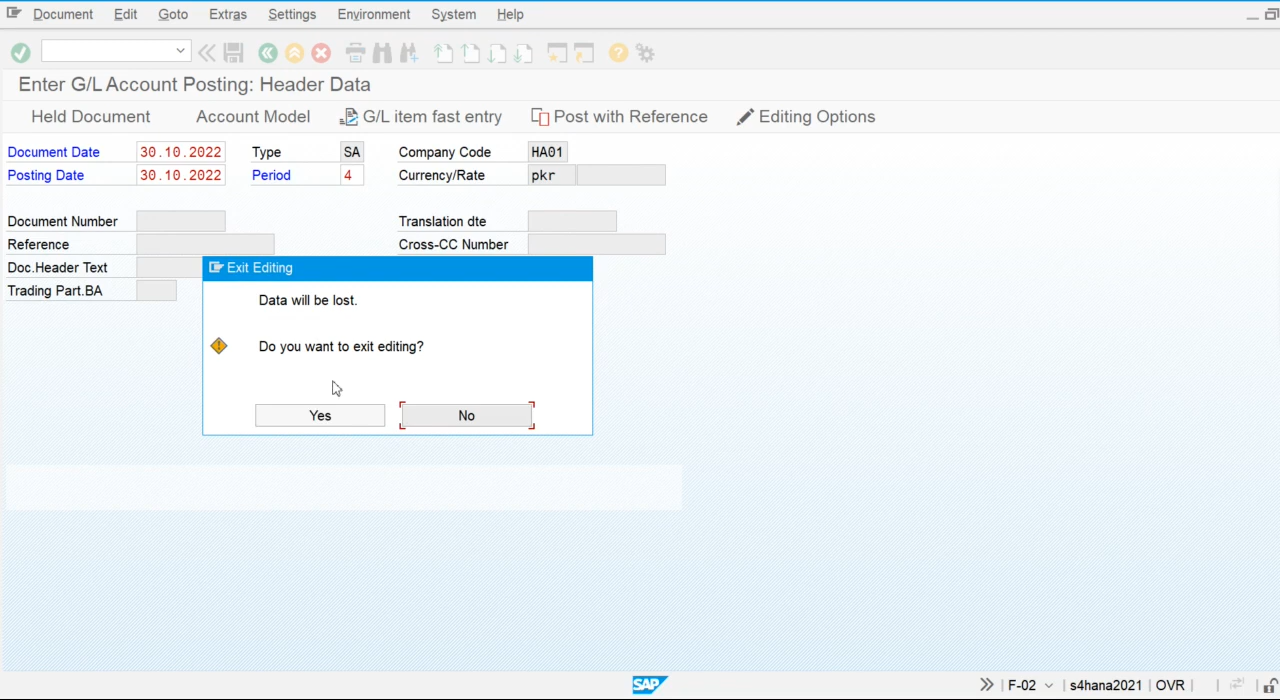 Document Edit Goto Extras Settings Environment System Help
Enter G/L Account Posting: Header Data
Held Document Account Model G/L item fast entry Post with Reference Editing Options
Document Date 30.10.2022 Type SA Company Code HA01
Posting Date 30.10.2022 Period 4 Currency/Rate pkr
Document Number Translation dte
Reference Cross-CC Number
Doc.Header Text
Trading Part.BA
Exit Editing
Data will be lost.
Do you want to exit editing?
Yes No
SAP F-02 s4hana2021 OVR